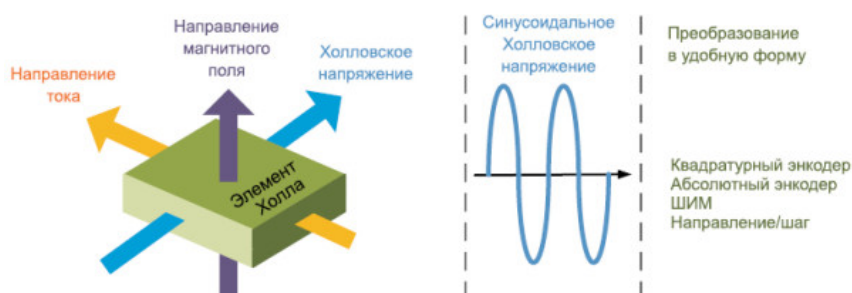 Направление
магнитного
поля
Холловское
напряжение
Направление
тока
Элемент
Холла
Синусоидальное
Холловское
напряжение
Преобразование
в удобную форму
Квадратурный энкодер
Абсолютный энкодер
ШИМ
Направление/шаг